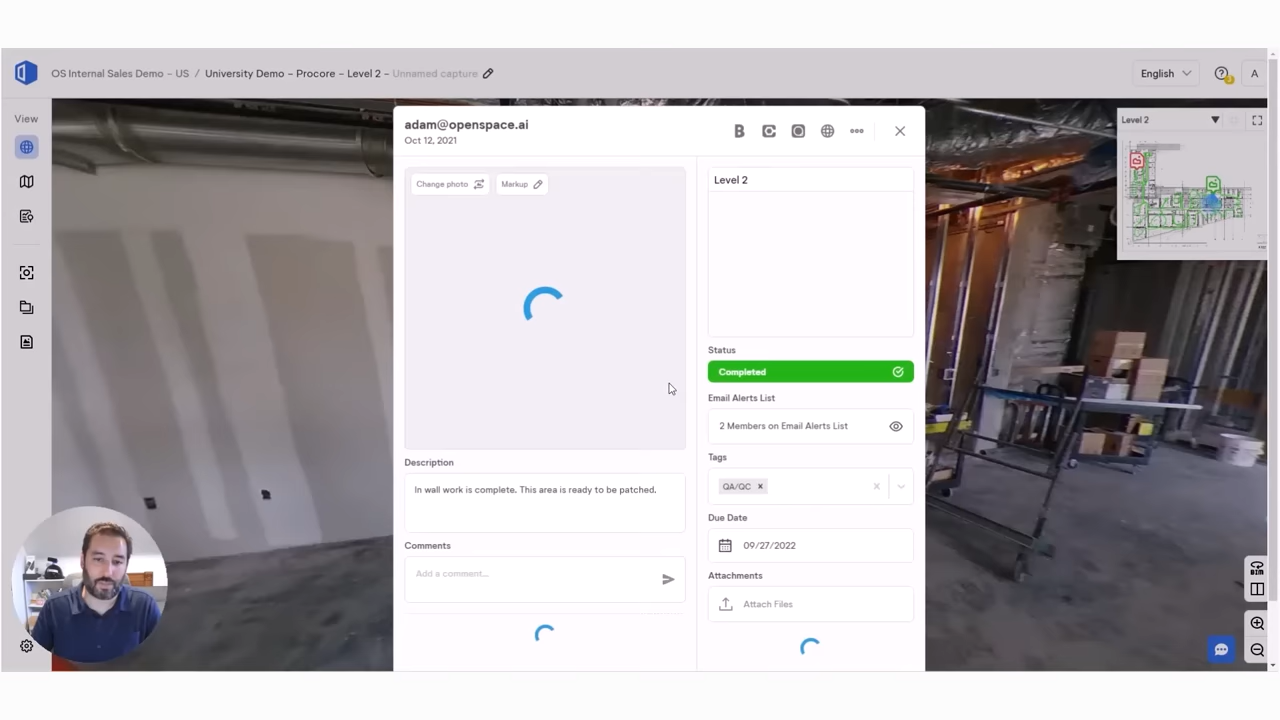 OS Internal Sales Demo - US / University Demo - Procore - Level 2 - Unnamed capture
English
A
View
adam@openspace.ai
Oct 12, 2021
B
Level 2
Change photo
Markup
Level 2
Status
Completed
Email Alerts List
2 Members on Email Alerts List
Description
Tags
In wall work is complete. This area is ready to be patched.
QA/QC
Due Date
Comments
09/27/2022
Add a comment...
Attachments
Attach Files
BIM